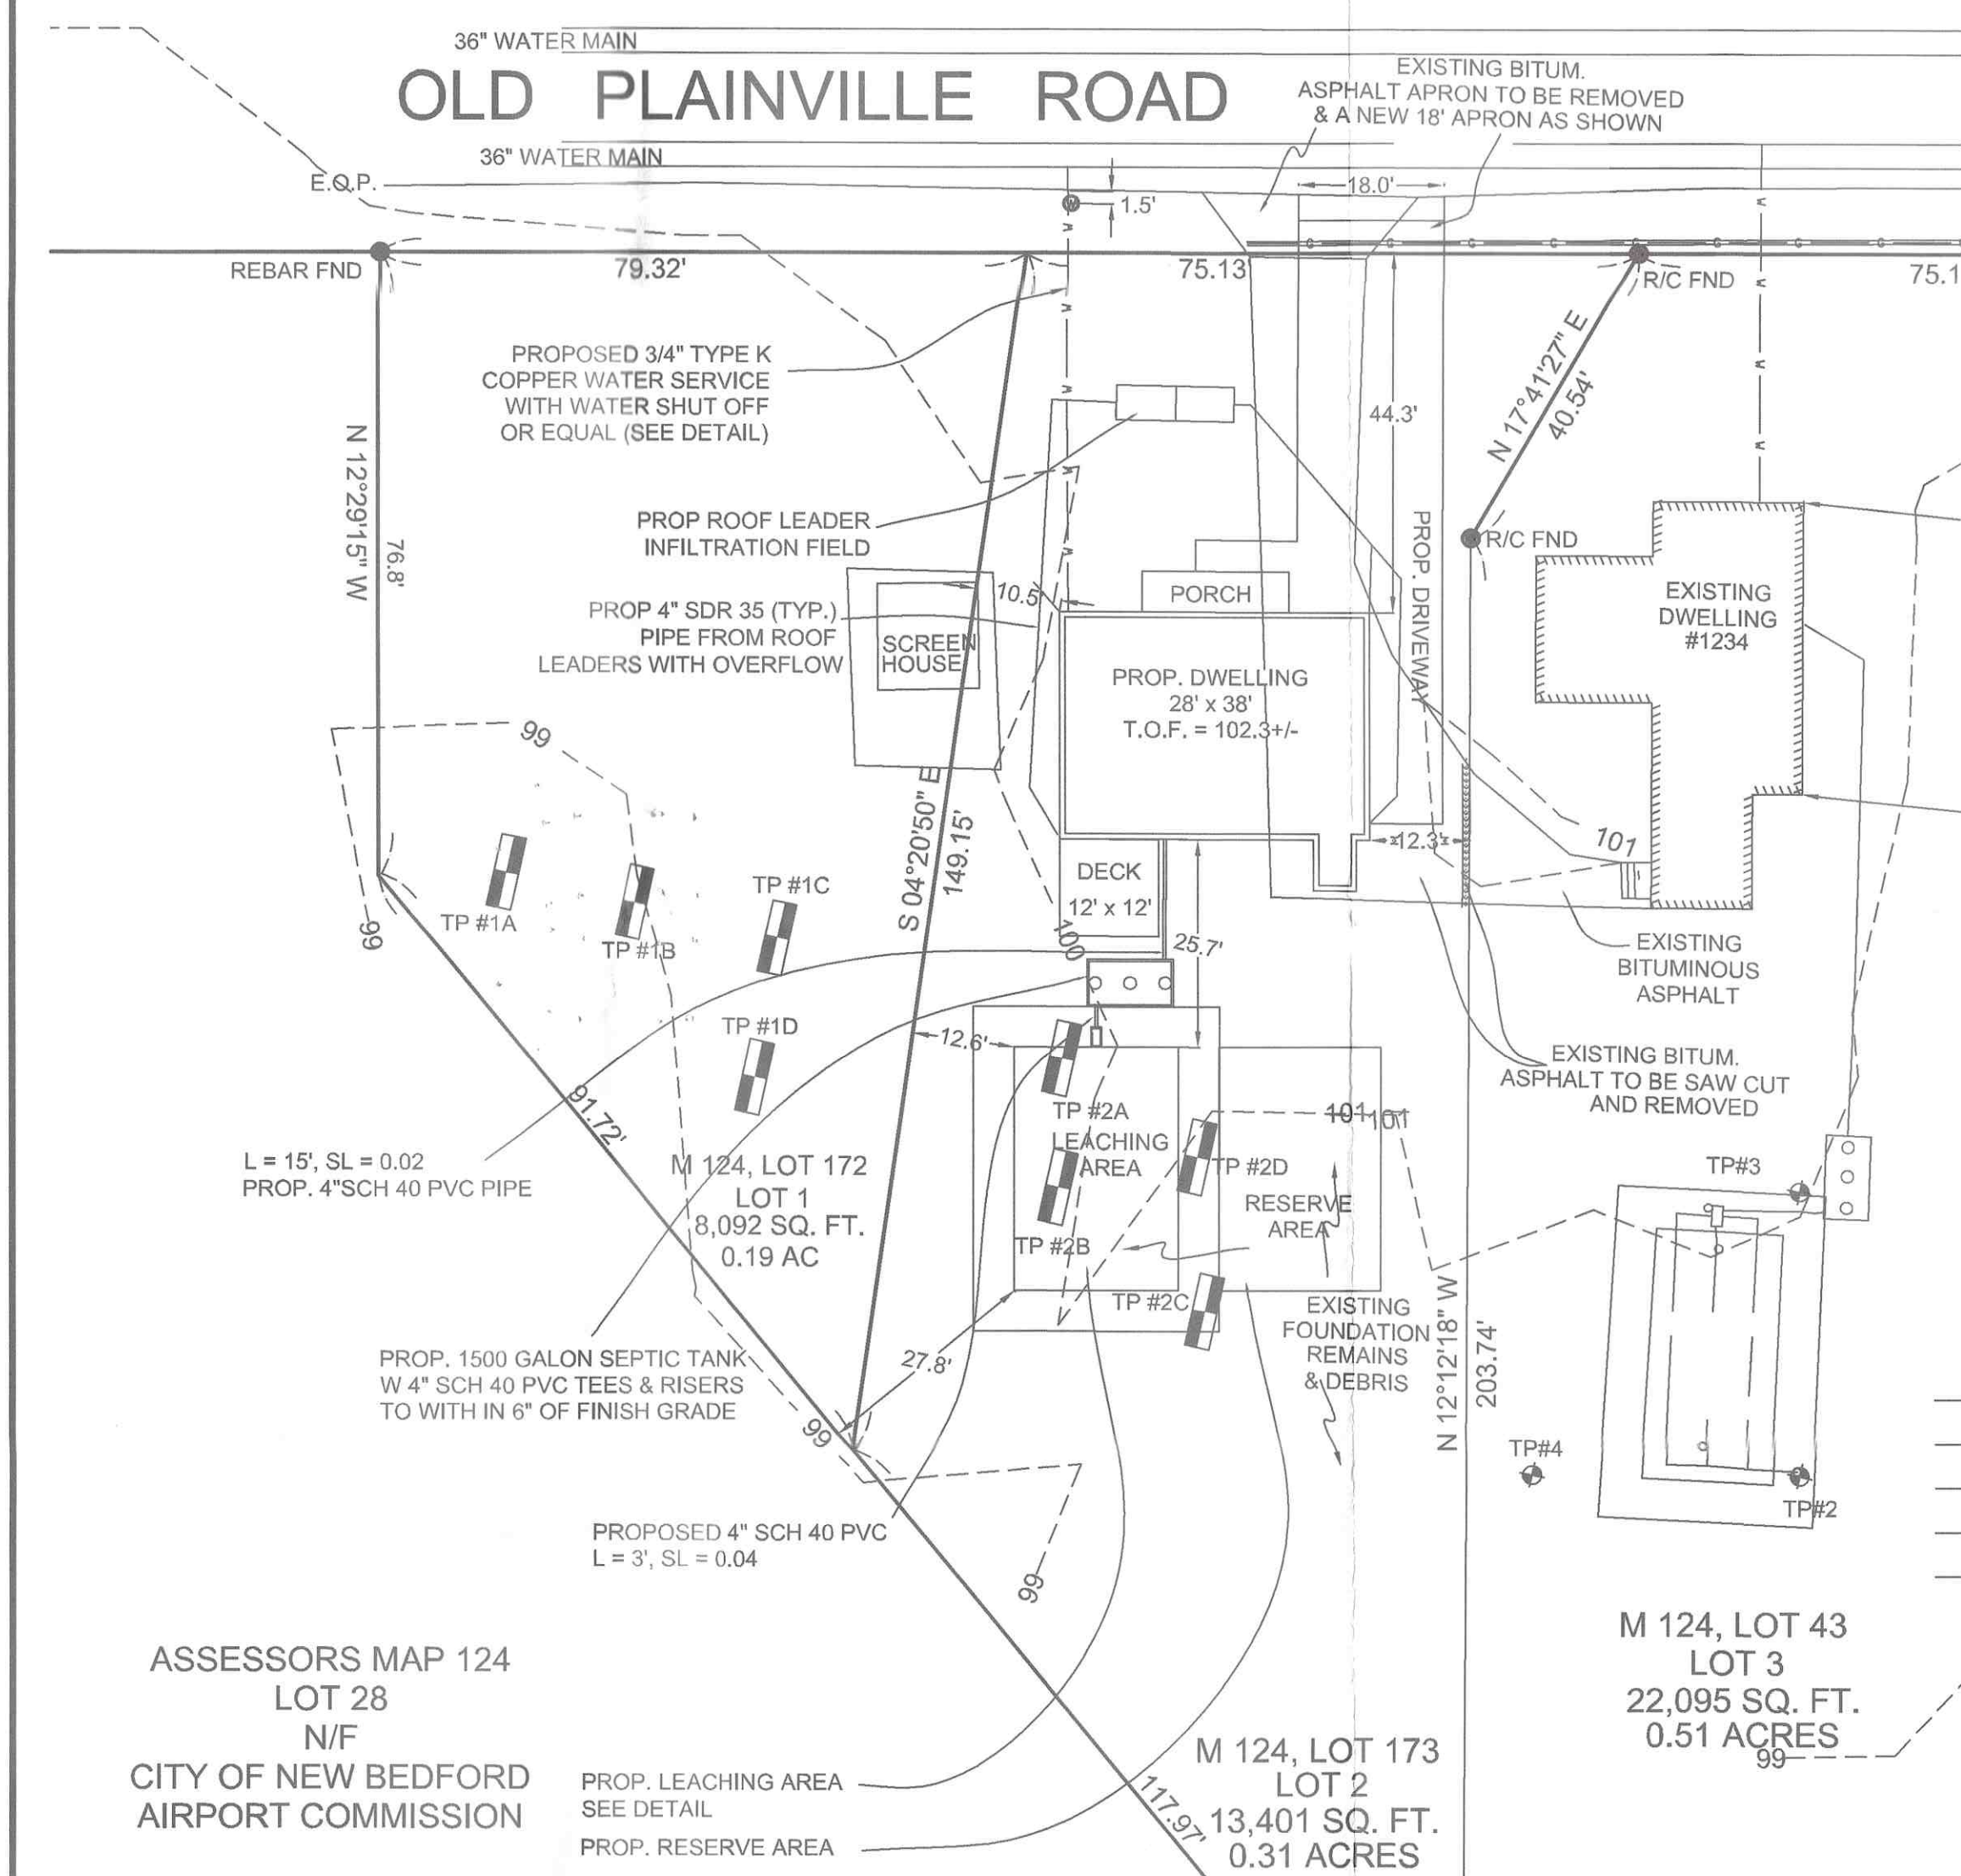 36" WATER MAIN
OLD PLAINVILLE ROAD
36" WATER MAIN
EXISTING BITUM.
ASPHALT APRON TO BE REMOVED
& A NEW 18' APRON AS SHOWN
E.O.P.
18.0'
1.5'
W
REBAR FND
79.32'
75.13'
R/C FND
75.1
PROPOSED 3/4" TYPE K
COPPER WATER SERVICE
WITH WATER SHUT OFF
OR EQUAL (SEE DETAIL)
N 12°29'15" W
76.8'
44.3'
N 17°41'27" E
40.54'
PROP ROOF LEADER
INFILTRATION FIELD
R/C FND
PROP. DRIVEWAY
PORCH
10.5'
PROP 4" SDR 35 (TYP.)
PIPE FROM ROOF
LEADERS WITH OVERFLOW
SCREEN
HOUSE
EXISTING
DWELLING
#1234
PROP. DWELLING
28' x 38'
T.O.F. = 102.3+/-
99
S 04°20'50" E
149.15'
12.3'
101
DECK
12' x 12'
TP #1A
TP #1B
TP #1C
99
100
25.7'
EXISTING
BITUMINOUS
ASPHALT
TP #1D
12.6'
EXISTING BITUM.
ASPHALT TO BE SAW CUT
AND REMOVED
91.72'
TP #2A
LEACHING
AREA
101
101
TP #2D
TP#3
L = 15', SL = 0.02
PROP. 4"SCH 40 PVC PIPE
M 124, LOT 172
LOT 1
8,092 SQ. FT.
0.19 AC
RESERVE
AREA
TP #2B
TP #2C
EXISTING
FOUNDATION
REMAINS
& DEBRIS
N 12°12'18" W
203.74'
PROP. 1500 GALON SEPTIC TANK
W 4" SCH 40 PVC TEES & RISERS
TO WITH IN 6" OF FINISH GRADE
27.8'
99
TP#4
TP#2
PROPOSED 4" SCH 40 PVC
L = 3', SL = 0.04
99
ASSESSORS MAP 124
LOT 28
N/F
CITY OF NEW BEDFORD
AIRPORT COMMISSION
M 124, LOT 43
LOT 3
22,095 SQ. FT.
0.51 ACRES
99
PROP. LEACHING AREA
SEE DETAIL
PROP. RESERVE AREA
117.97'
M 124, LOT 173
LOT 2
13,401 SQ. FT.
0.31 ACRES